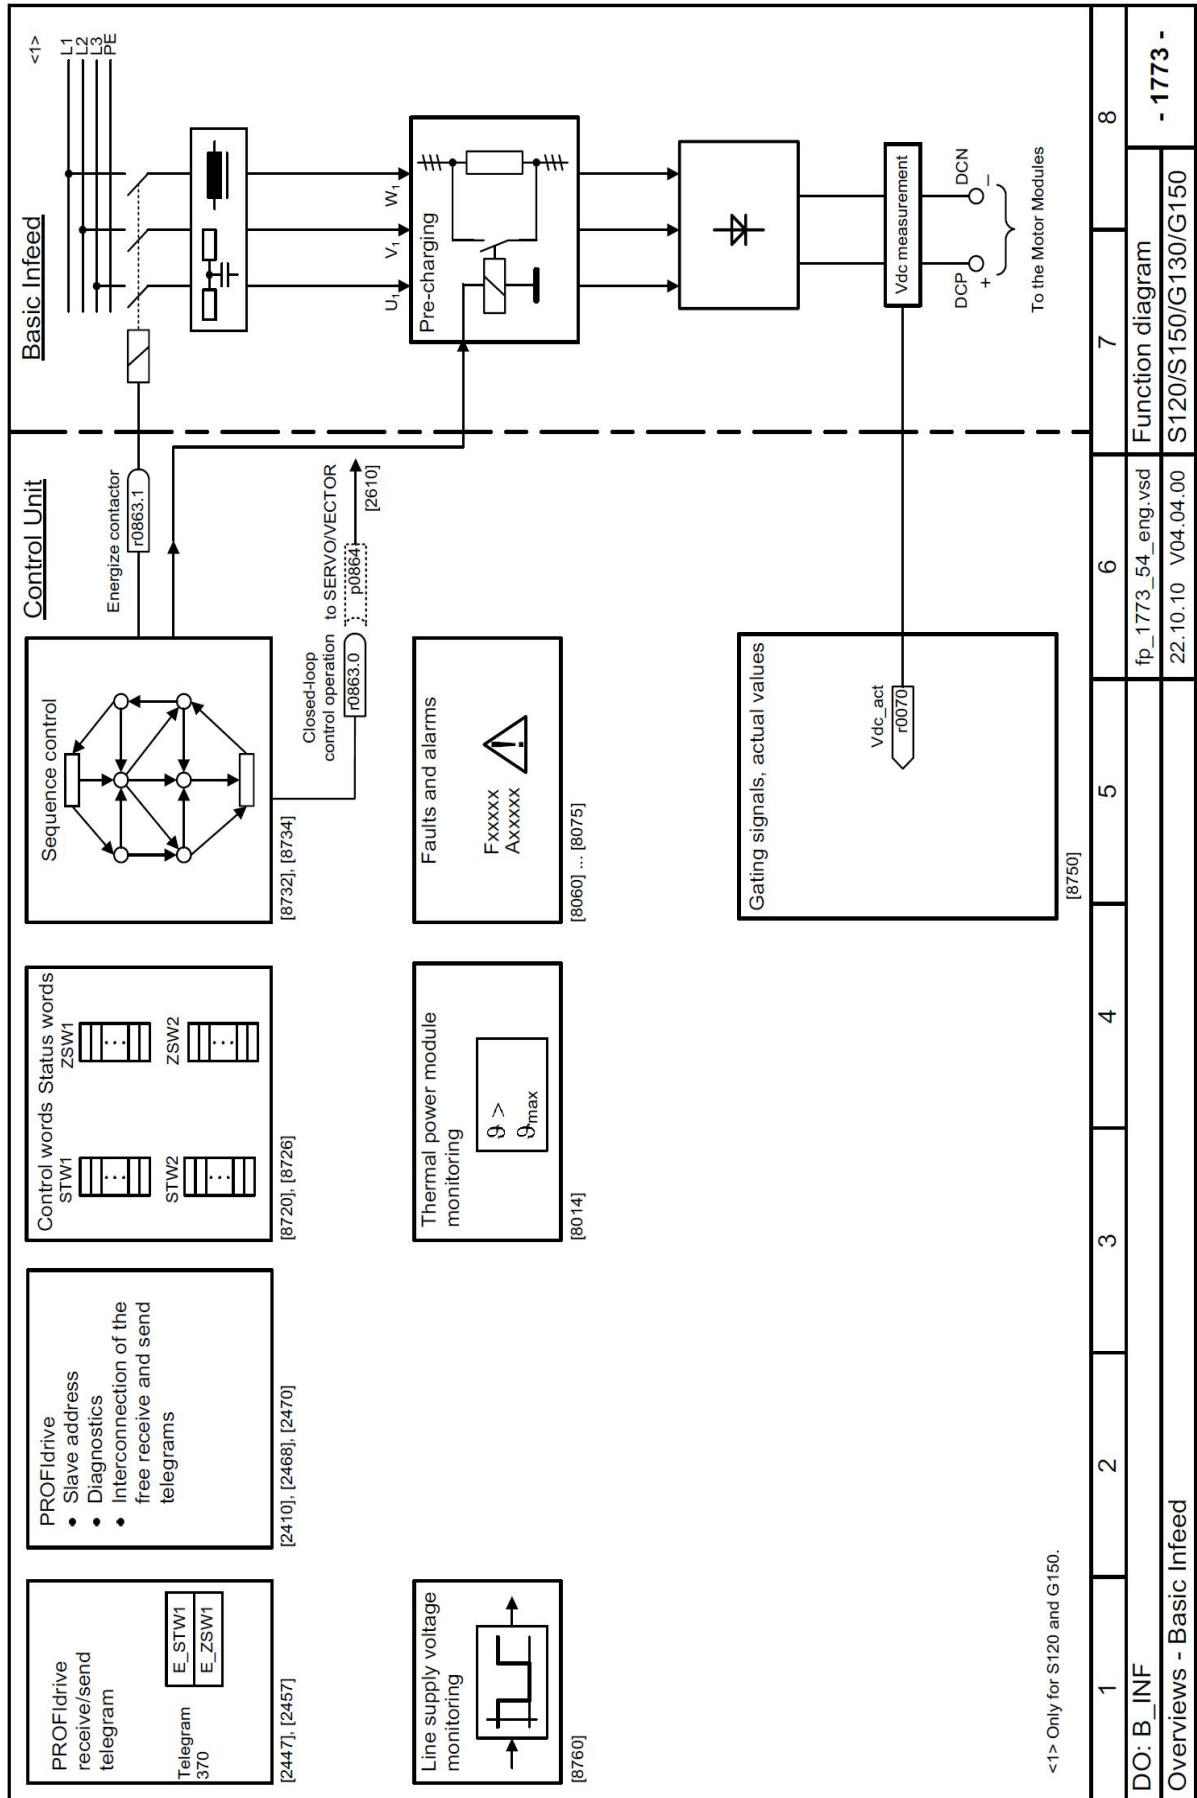 Control Unit
Basic Infeed
<1>
L1
L2
L3
PE
PROFIdrive
receive/send
telegram
Telegram
370
E_STW1
E_ZSW1
[2447], [2457]
PROFIdrive
• Slave address
• Diagnostics
• Interconnection of the
free receive and send
telegrams
[2410], [2468], [2470]
Control words Status words
STW1
ZSW1
STW2
ZSW2
[8720], [8726]
Sequence control
[8732], [8734]
Energize contactor
r0863.1
Closed-loop
control operation
r0863.0
to SERVO/VECTOR
p0864
[2610]
U1
V1
W1
Pre-charging
Line supply voltage
monitoring
[8760]
Thermal power module
monitoring
ϑ >
ϑmax
[8014]
Faults and alarms
Fxxxxx
Axxxxx
!
[8060] ... [8075]
Gating signals, actual values
Vdc_act
r0070
[8750]
Vdc measurement
DCP
+
DCN
–
To the Motor Modules
<1> Only for S120 and G150.
1
2
3
4
5
6
7
8
DO: B_INF
fp_1773_54_eng.vsd
Function diagram
- 1773 -
Overviews - Basic Infeed
22.10.10 V04.04.00
S120/S150/G130/G150